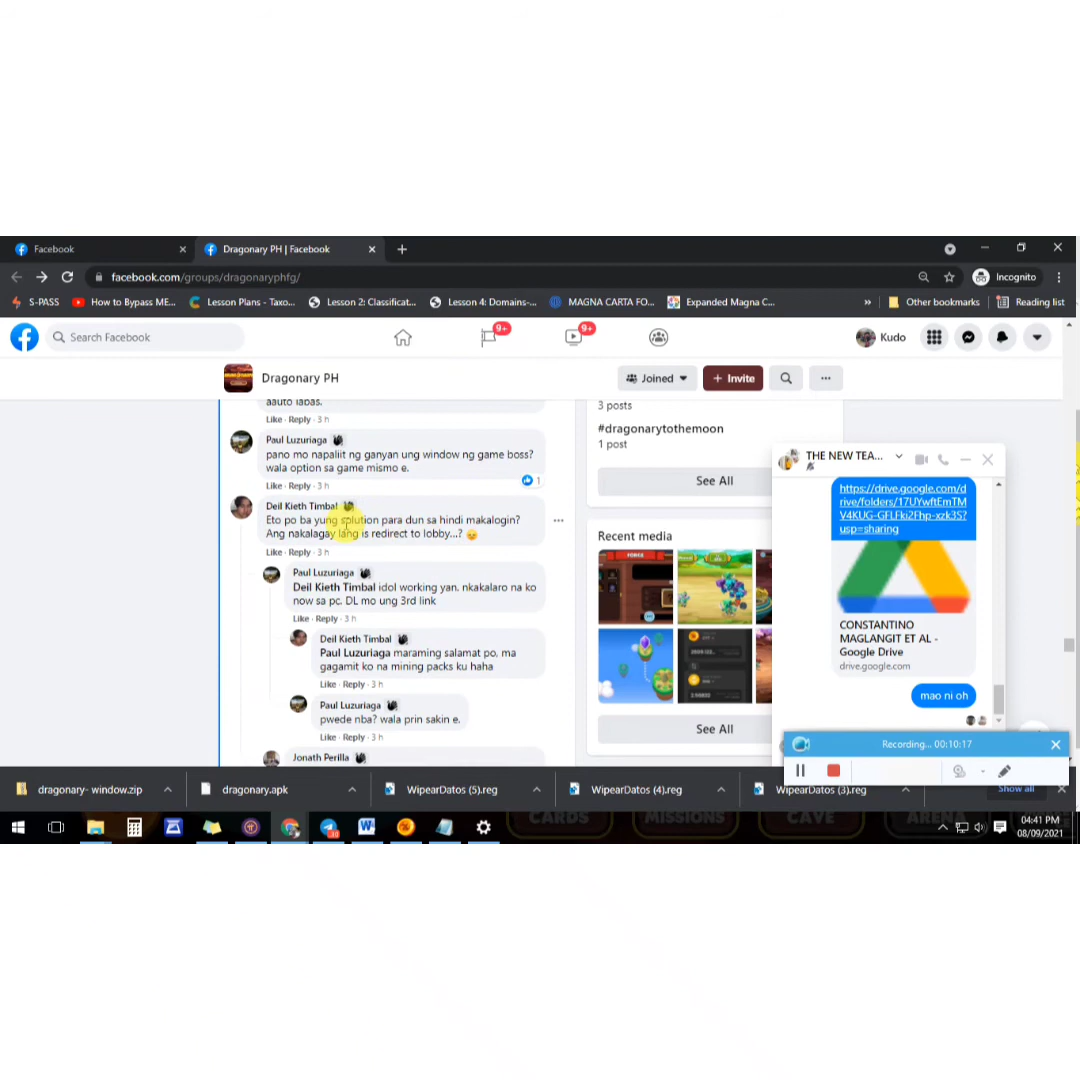 Facebook
Dragonary PH | Facebook
facebook.com/groups/dragonaryphfg/
Incognito
S-PASS
How to Bypass ME...
Lesson Plans - Taxo...
Lesson 2: Classificat...
Lesson 4: Domains-...
MAGNA CARTA FO...
Expanded Magna C...
»
Other bookmarks
Reading list
Search Facebook
9+
9+
Kudo
Dragonary PH
Joined
+ Invite
aauto labas.
Like · Reply · 3 h
Paul Luzuriaga
pano mo napaliit ng ganyan ung window ng game boss?
wala option sa game mismo e.
1
Like · Reply · 3 h
Deil Kieth Timbal
Eto po ba yung solution para dun sa hindi makalogin?
Ang nakalagay lang is redirect to lobby...?
Like · Reply · 3 h
Paul Luzuriaga
Deil Kieth Timbal idol working yan. nkakalaro na ko
now sa pc. DL mo ung 3rd link
Like · Reply · 3 h
Deil Kieth Timbal
Paul Luzuriaga maraming salamat po, ma
gagamit ko na mining packs ku haha
Like · Reply · 3 h
Paul Luzuriaga
pwede nba? wala prin sakin e.
Like · Reply · 3 h
Jonath Perilla
3 posts
#dragonarytothemoon
1 post
See All
Recent media
See All
THE NEW TEA...
https://drive.google.com/d
rive/folders/17UYwftEmTM
V4KUG-GFLFki2Fhp-xzk3S?
usp=sharing
CONSTANTINO
MAGLANGIT ET AL -
Google Drive
drive.google.com
mao ni oh
Recording... 00:10:17
dragonary- window.zip
dragonary.apk
WipearDatos (5).reg
WipearDatos (4).reg
WipearDatos (3).reg
Show all
CARDS
MISSIONS
CAVE
04:41 PM
08/09/2021